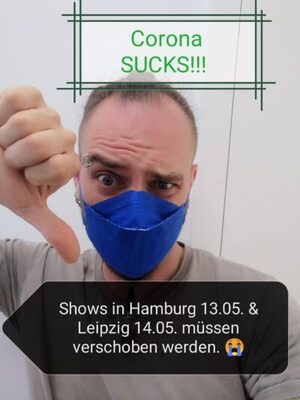 Corona
SUCKS!!!
Shows in Hamburg 13.05. &
Leipzig 14.05. müssen
verschoben werden. 😭